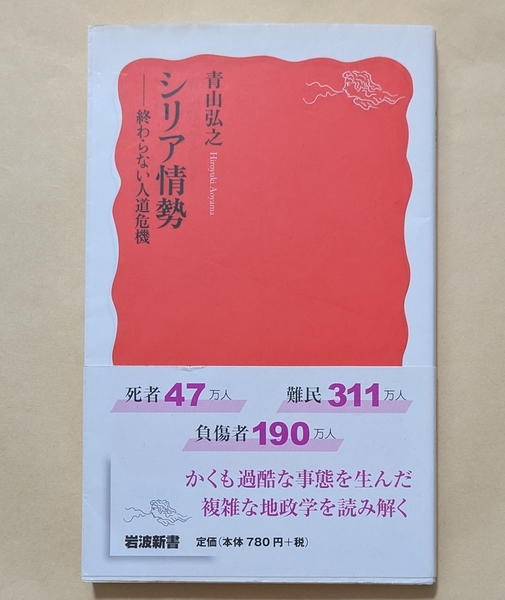 青山弘之
Hiroyuki Aoyama
シリア情勢
——終わらない人道危機
死者47万人
難民311万人
負傷者190万人
かくも過酷な事態を生んだ
複雑な地政学を読み解く
岩波新書
定価(本体780円+税)